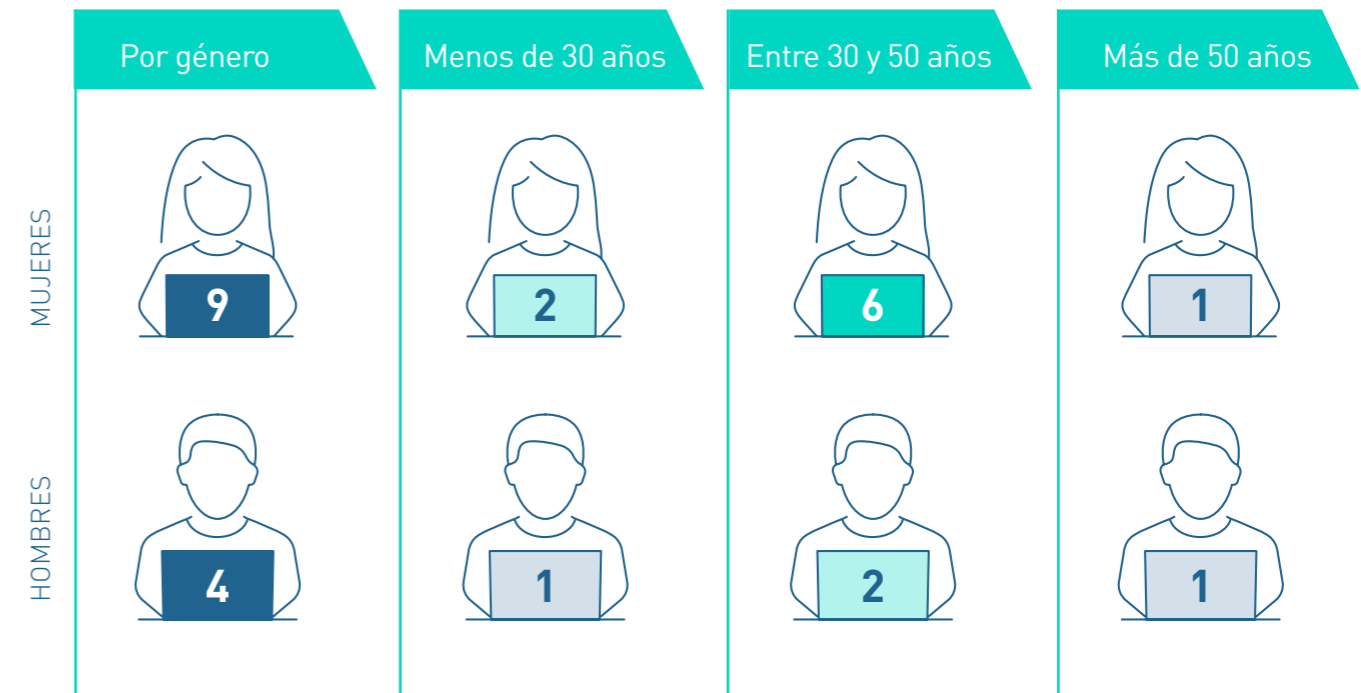 Por género
Menos de 30 años
Entre 30 y 50 años
Más de 50 años
MUJERES
9
2
6
1
HOMBRES
4
1
2
1